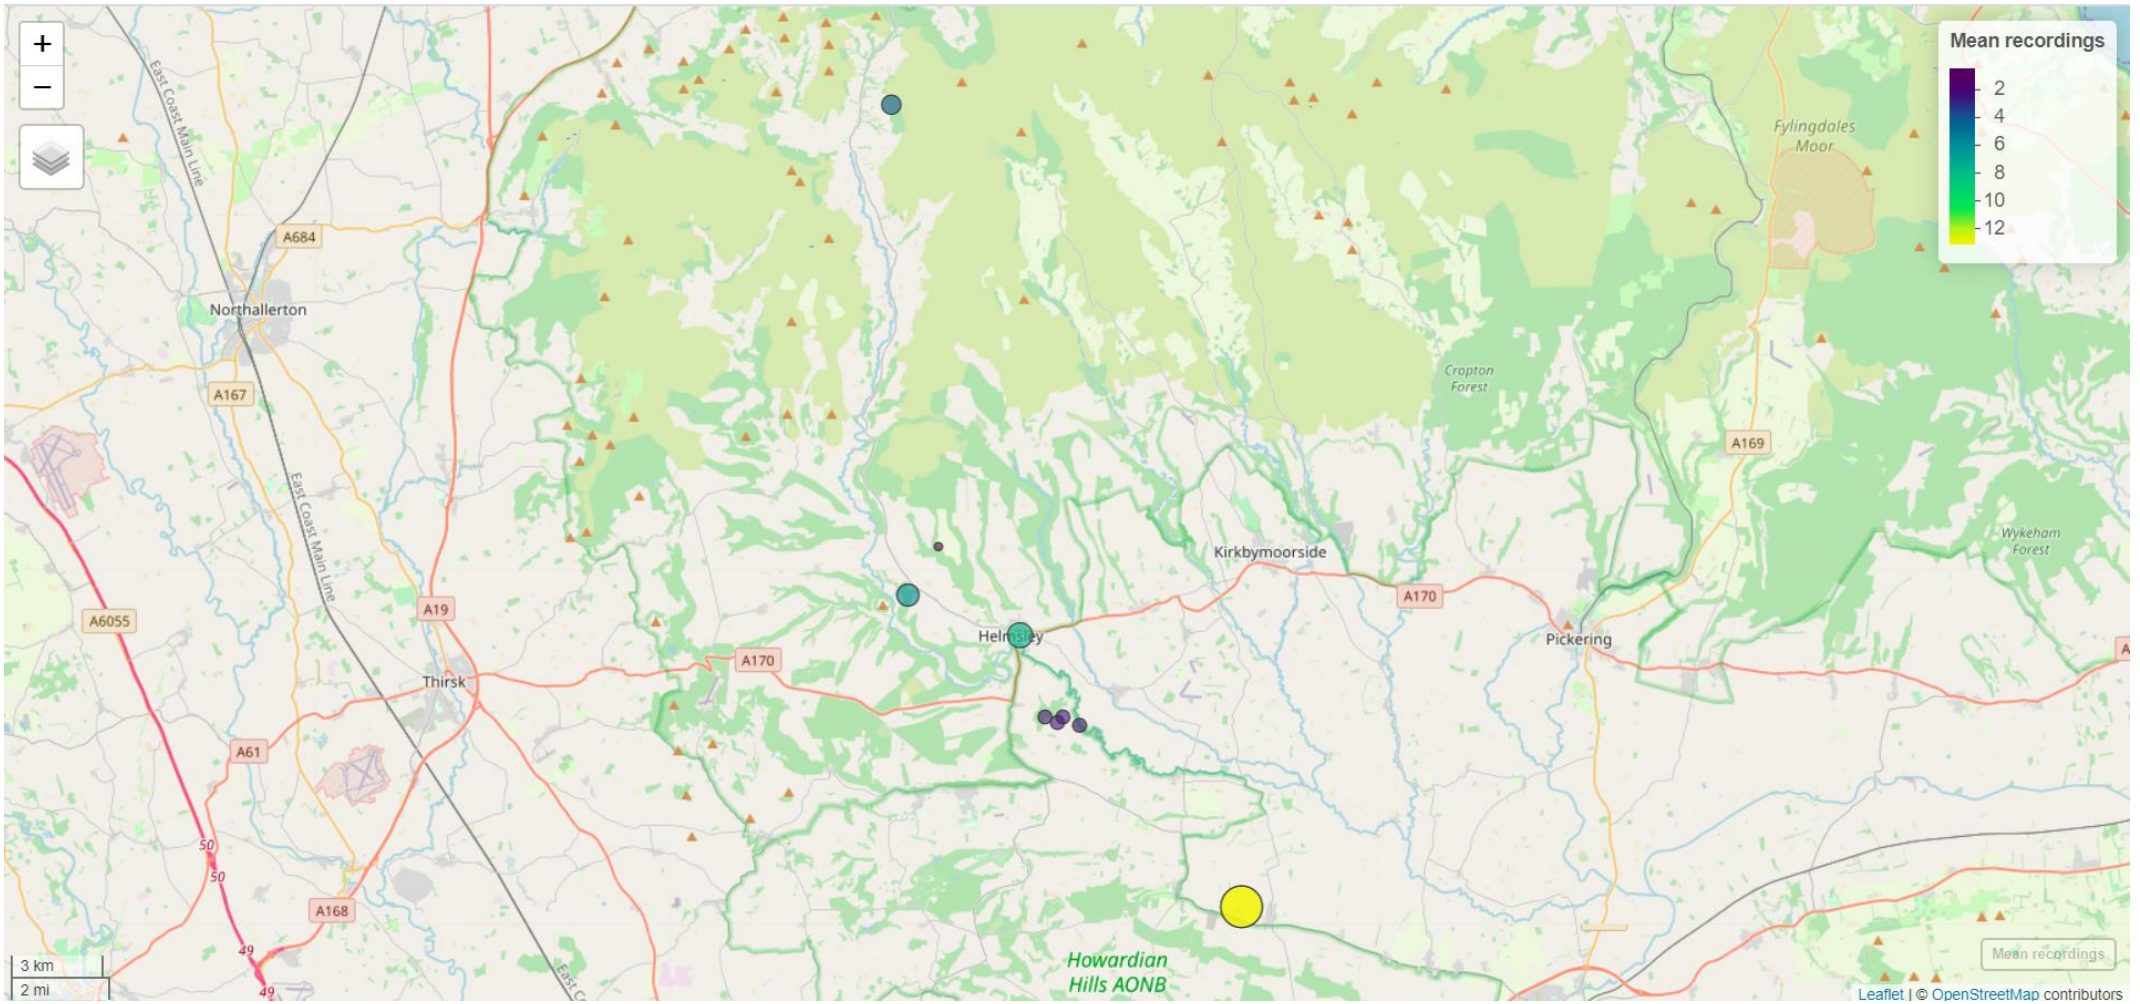 +
−
Mean recordings
2
4
6
8
10
12
East Coast Main Line
Fylingdales
Moor
A684
Northallerton
A167
Cropton
Forest
A169
East Coast Main Line
Wykeham
Forest
Kirkbymoorside
A170
A19
A6055
Helmsley
Pickering
A170
Thirsk
A61
50
50
A168
49
49
Howardian
Hills AONB
Mean recordings
3 km
2 mi
East C
A
Leaflet | © OpenStreetMap contributors